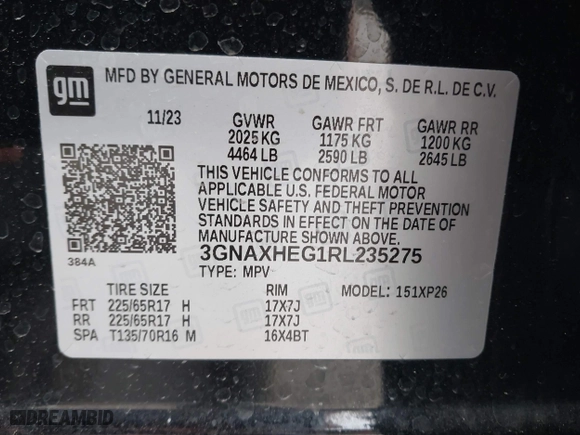 gm
MFD BY GENERAL MOTORS DE MEXICO, S. DE R.L. DE C.V.
11/23 GVWR GAWR FRT GAWR RR
2025 KG 1175 KG 1200 KG
4464 LB 2590 LB 2645 LB
THIS VEHICLE CONFORMS TO ALL
APPLICABLE U.S. FEDERAL MOTOR
VEHICLE SAFETY AND THEFT PREVENTION
STANDARDS IN EFFECT ON THE DATE OF
MANUFACTURE SHOWN ABOVE.
384A 3GNAXHEG1RL235275
TYPE: MPV
TIRE SIZE RIM MODEL: 151XP26
FRT 225/65R17 H 17X7J
RR 225/65R17 H 17X7J
SPA T135/70R16 M 16X4BT
DREAMBID